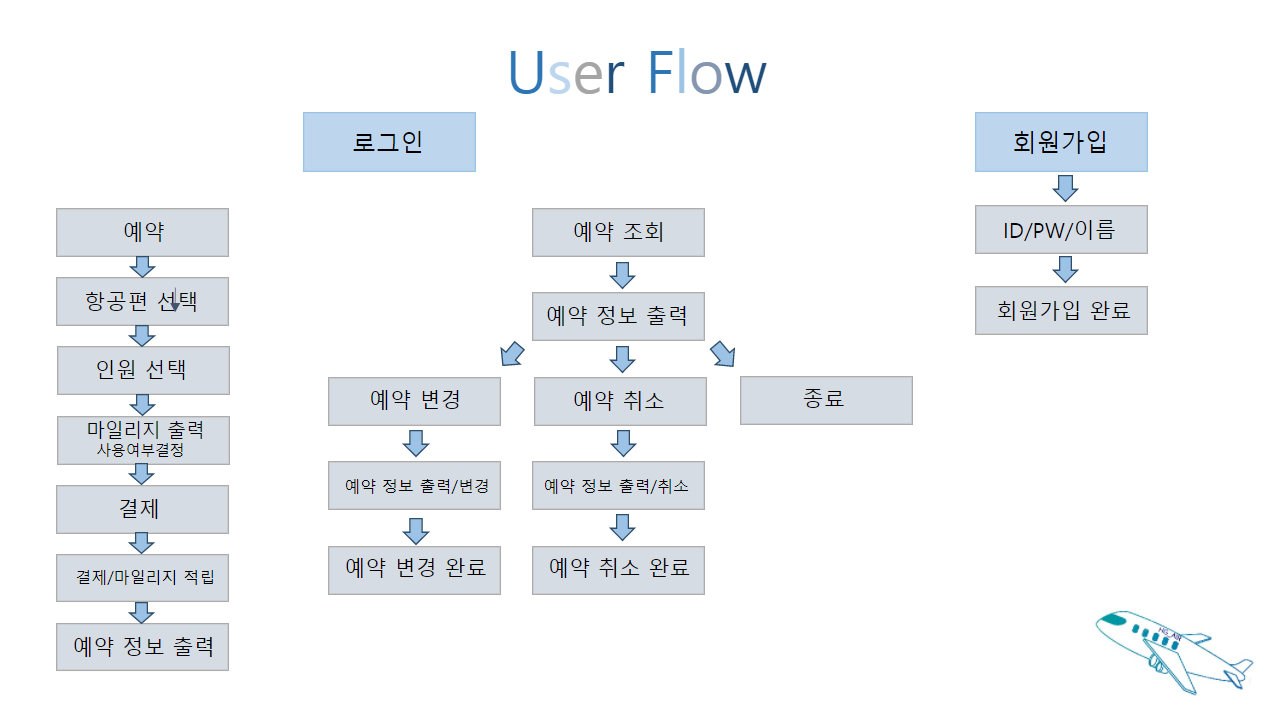 User Flow
로그인
회원가입
예약
항공편 선택
인원 선택
마일리지 출력
사용여부결정
결제
결제/마일리지 적립
예약 정보 출력
예약 조회
예약 정보 출력
예약 변경
예약 정보 출력/변경
예약 변경 완료
예약 취소
예약 정보 출력/취소
예약 취소 완료
종료
ID/PW/이름
회원가입 완료
HG_AIR